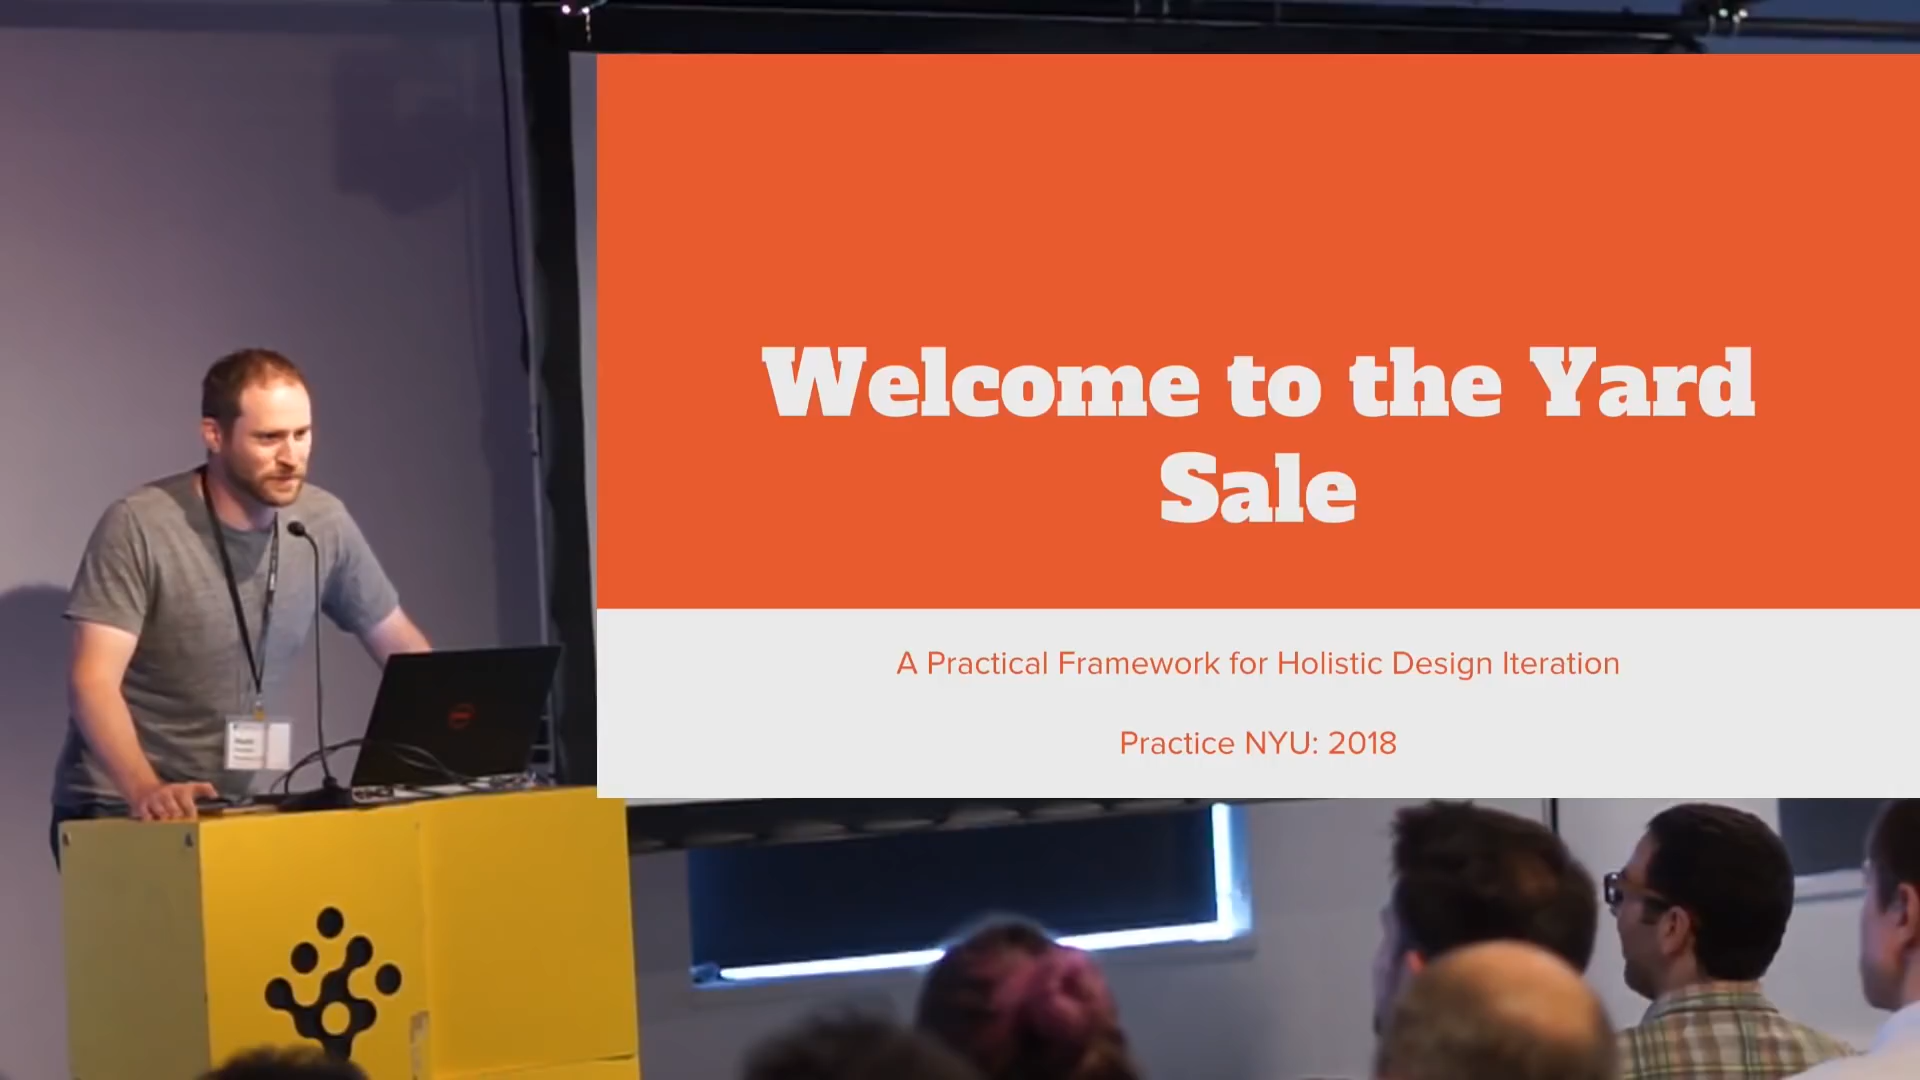 Welcome to the Yard
Sale
A Practical Framework for Holistic Design Iteration
Practice NYU: 2018